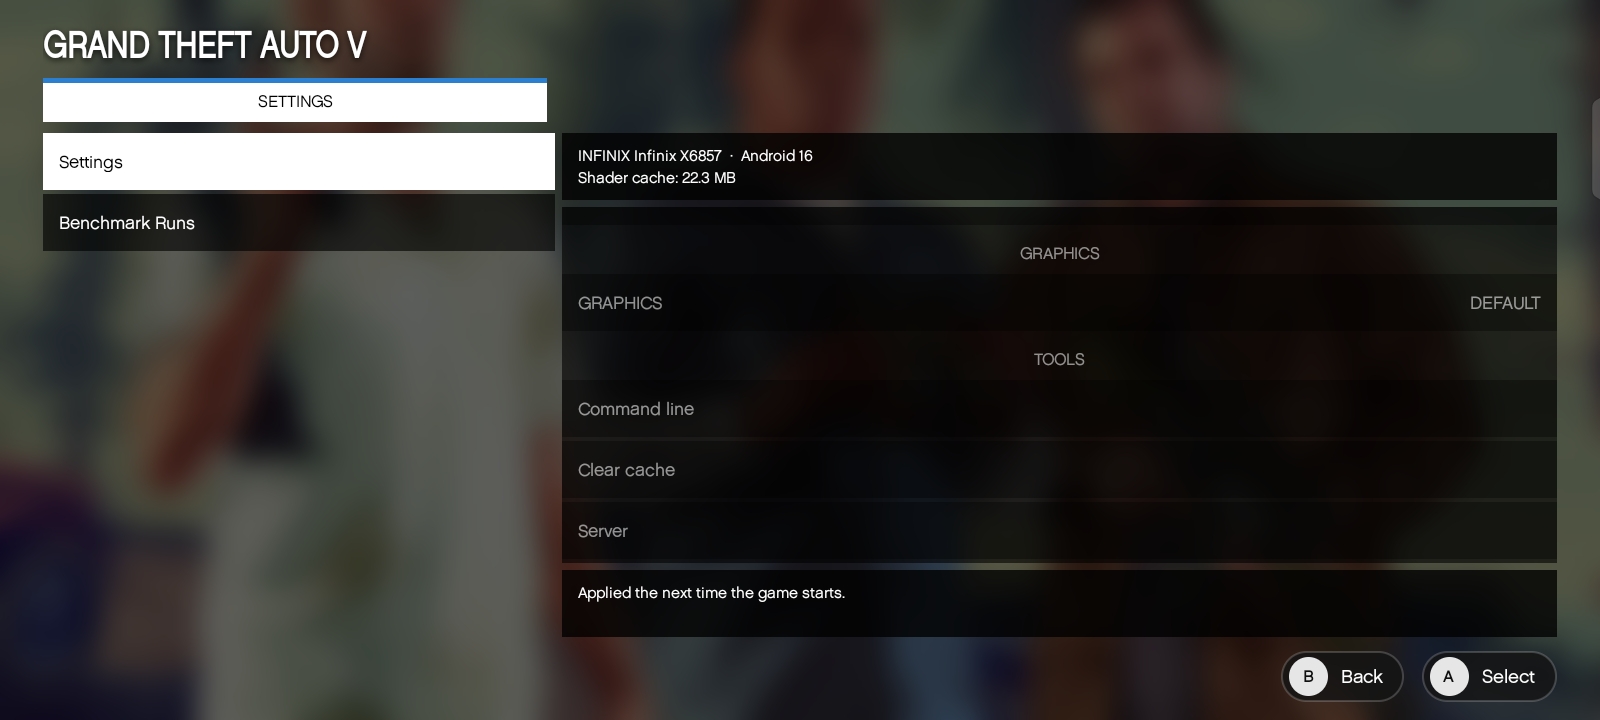 GRAND THEFT AUTO V
SETTINGS
Settings
Benchmark Runs
INFINIX Infinix X6857 · Android 16
Shader cache: 22.3 MB
GRAPHICS
GRAPHICS DEFAULT
TOOLS
Command line
Clear cache
Server
Applied the next time the game starts.
B Back A Select